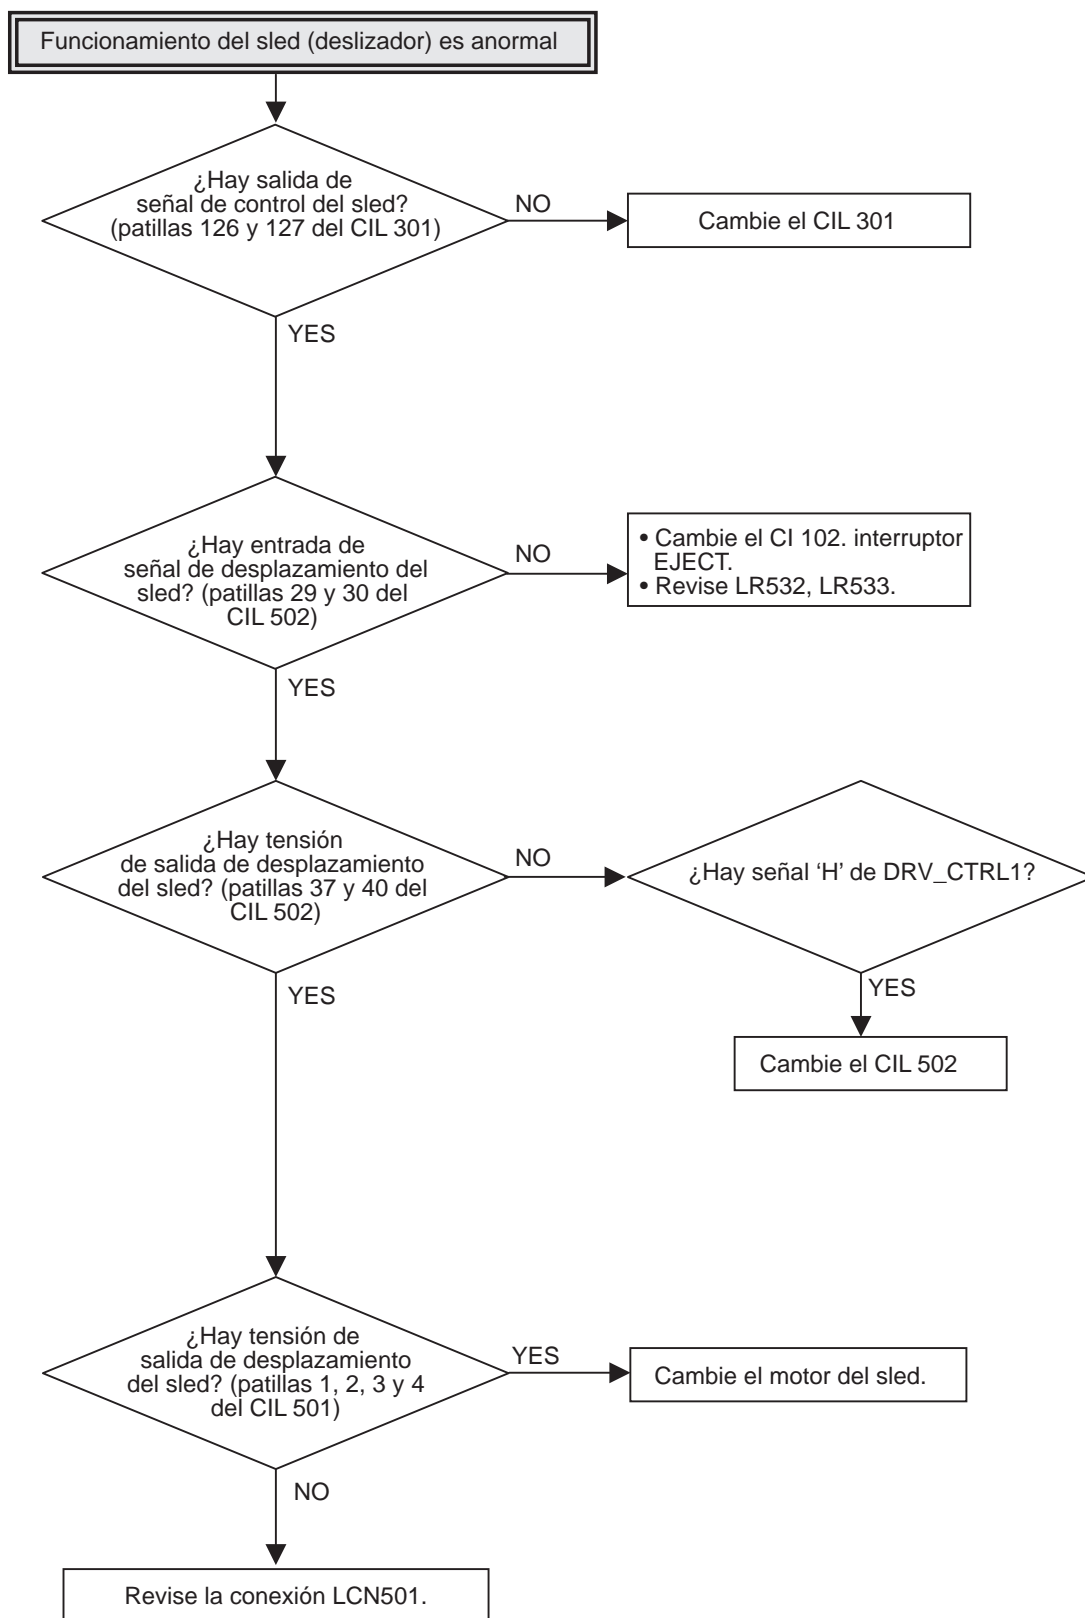 Funcionamiento del sled (deslizador) es anormal
¿Hay salida de
señal de control del sled?
(patillas 126 y 127 del CIL 301)
NO
Cambie el CIL 301
YES
¿Hay entrada de
señal de desplazamiento del
sled? (patillas 29 y 30 del
CIL 502)
NO
• Cambie el CI 102. interruptor
EJECT.
• Revise LR532, LR533.
YES
¿Hay tensión
de salida de desplazamiento
del sled? (patillas 37 y 40 del
CIL 502)
NO
¿Hay señal ‘H’ de DRV_CTRL1?
YES
YES
Cambie el CIL 502
¿Hay tensión de
salida de desplazamiento
del sled? (patillas 1, 2, 3 y 4
del CIL 501)
YES
Cambie el motor del sled.
NO
Revise la conexión LCN501.